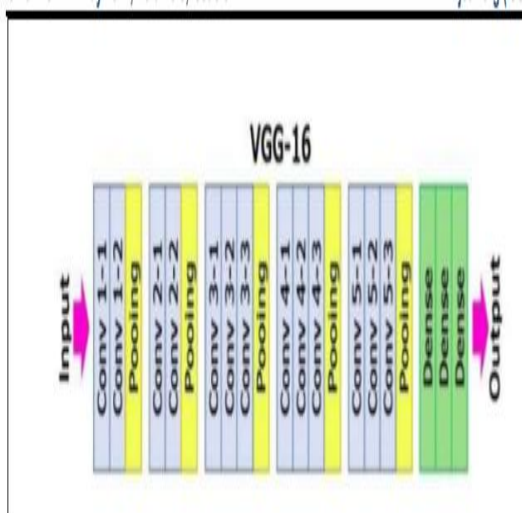 VGG-16
Input
Conv 1-1
Conv 1-2
Pooling
Conv 2-1
Conv 2-2
Pooling
Conv 3-1
Conv 3-2
Conv 3-3
Pooling
Conv 4-1
Conv 4-2
Conv 4-3
Pooling
Conv 5-1
Conv 5-2
Conv 5-3
Pooling
Dense
Dense
Dense
Output